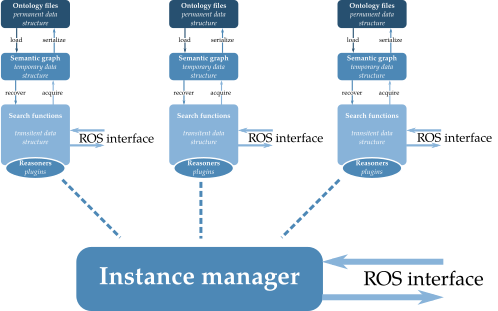 Ontology files
permanent data
structure
load serialize
Semantic graph
temporary data
structure
recover acquire
Search functions
transitent data
structure
Reasoners
plugins
ROS interface
Ontology files
permanent data
structure
load serialize
Semantic graph
temporary data
structure
recover acquire
Search functions
transitent data
structure
Reasoners
plugins
ROS interface
Ontology files
permanent data
structure
load serialize
Semantic graph
temporary data
structure
recover acquire
Search functions
transitent data
structure
Reasoners
plugins
ROS interface
Instance manager
ROS interface